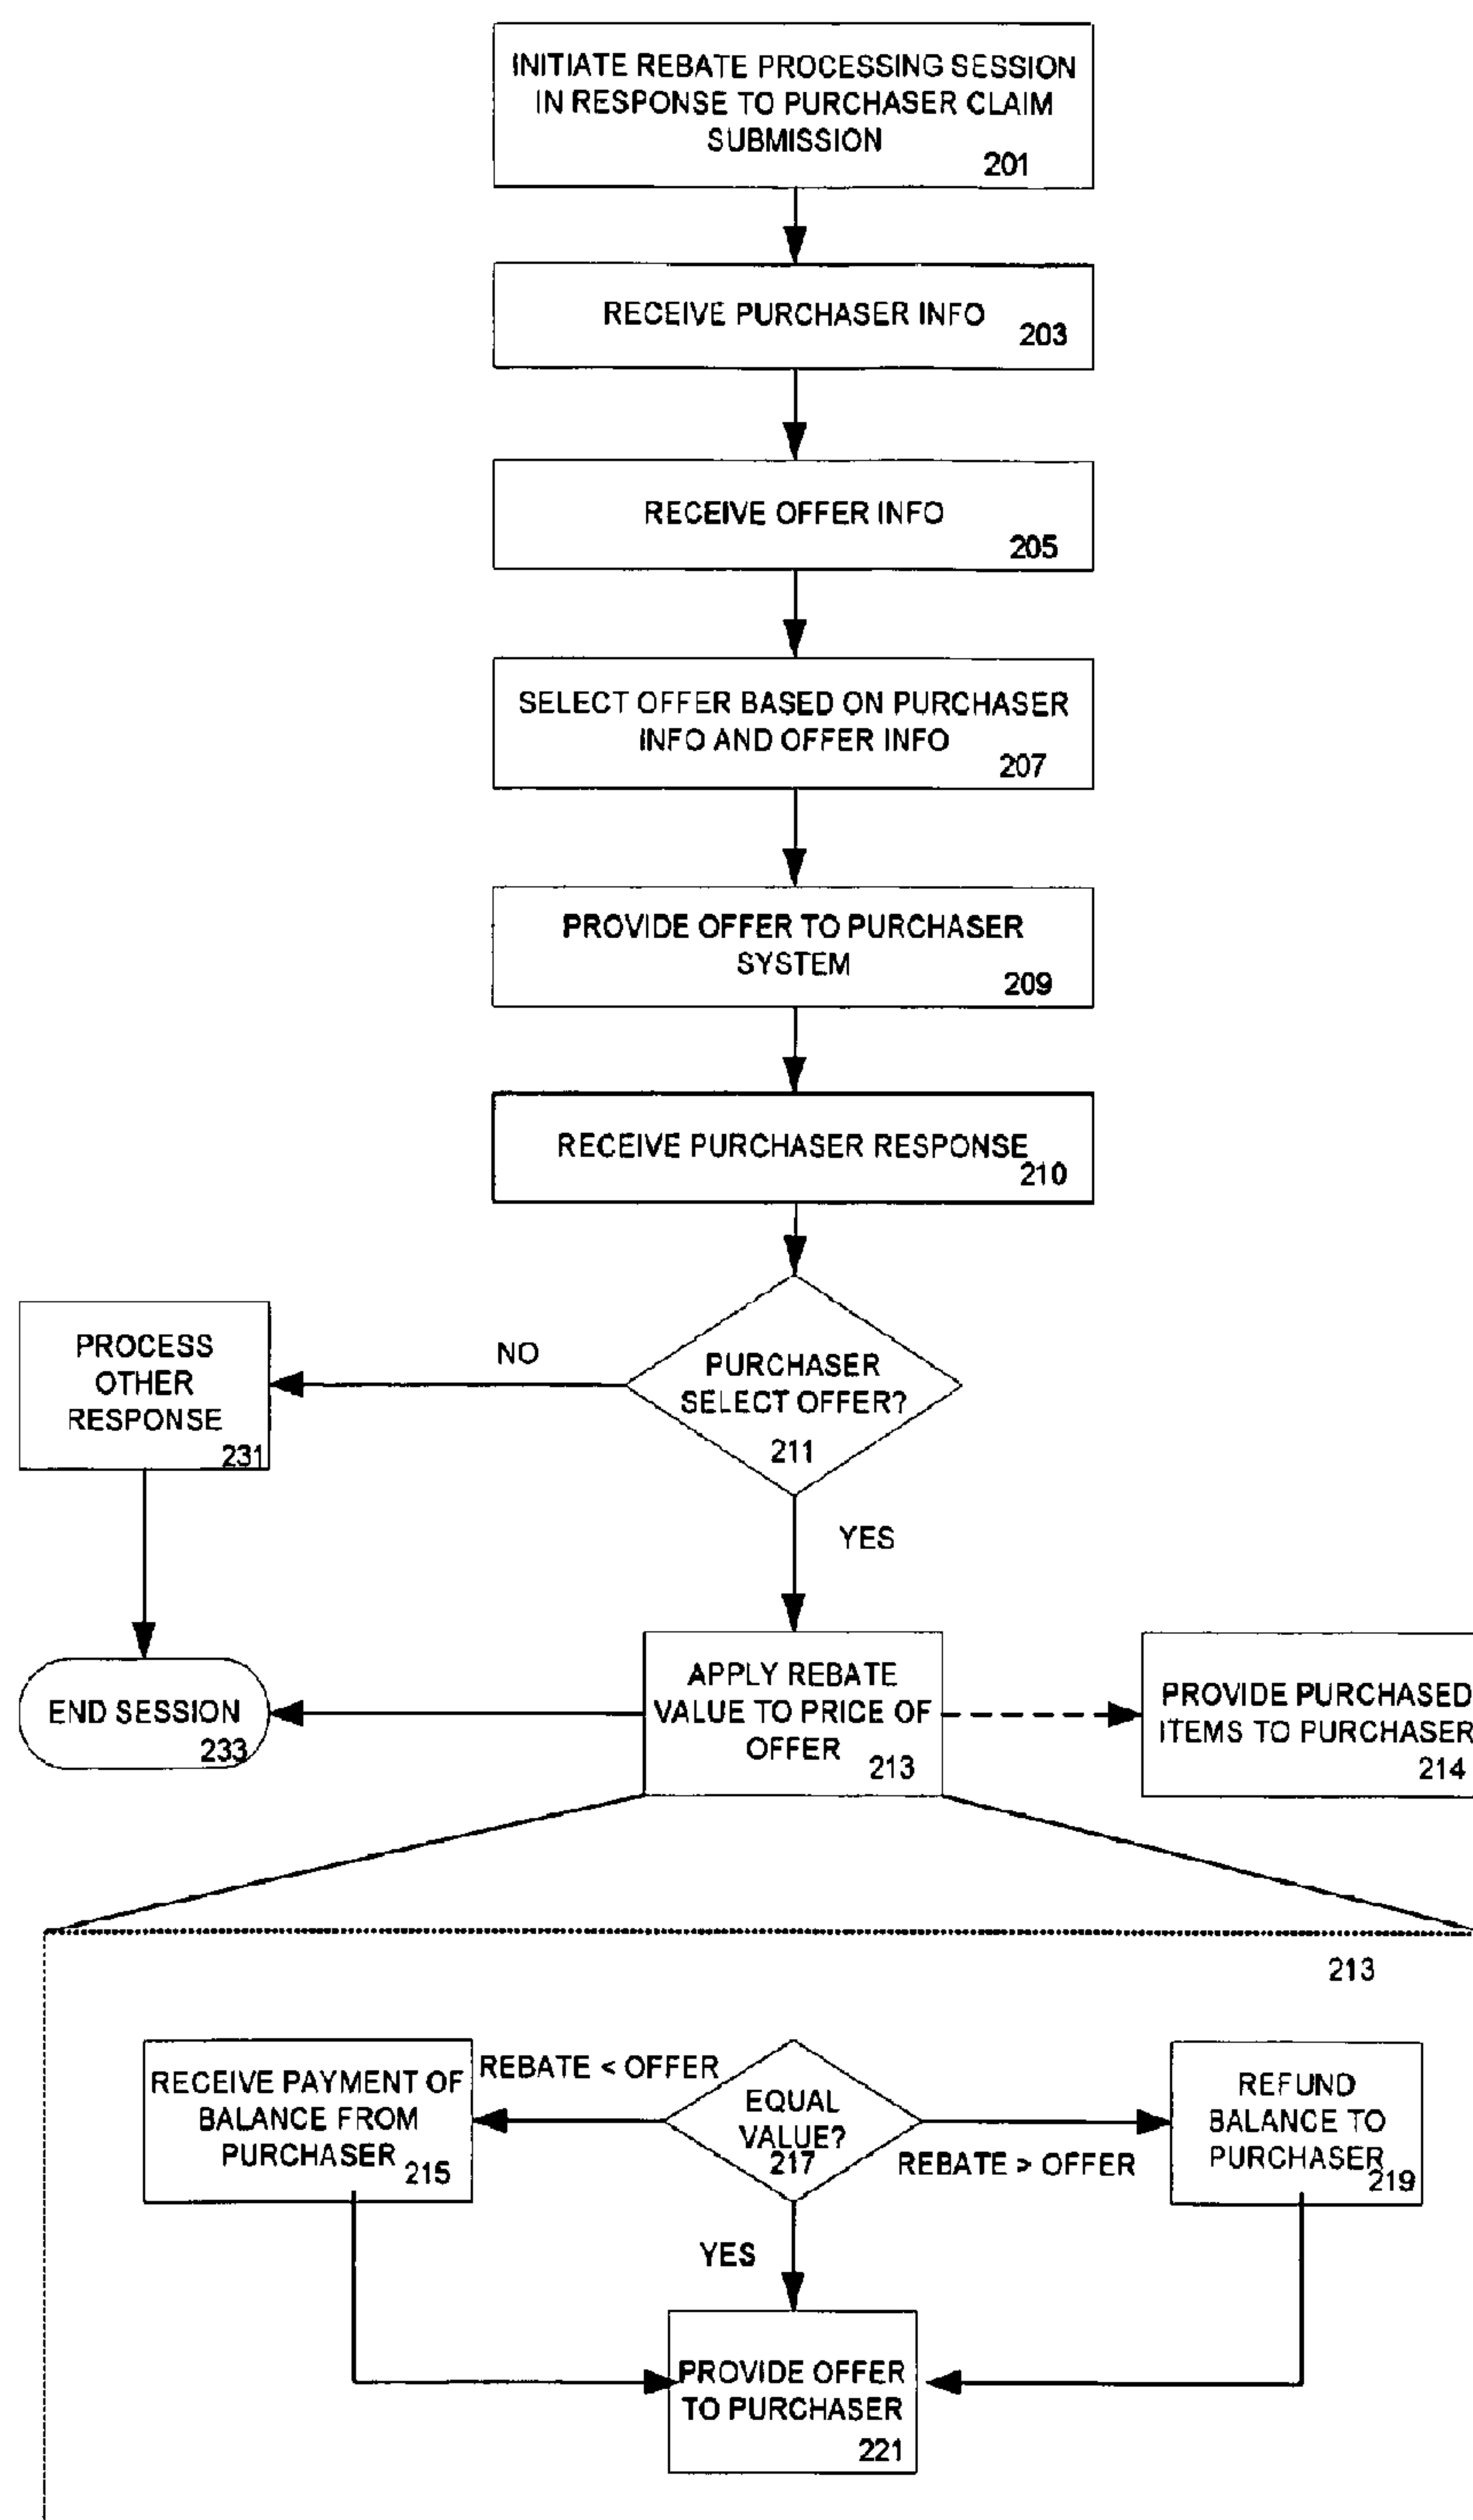 INITIATE REBATE PROCESSING SESSION
IN RESPONSE TO PURCHASER CLAIM
SUBMISSION
201
RECEIVE PURCHASER INFO
203
RECEIVE OFFER INFO
205
SELECT OFFER BASED ON PURCHASER
INFO AND OFFER INFO
207
PROVIDE OFFER TO PURCHASER
SYSTEM
209
RECEIVE PURCHASER RESPONSE
210
PROCESS
OTHER
RESPONSE
231
NO
PURCHASER
SELECT OFFER?
211
YES
END SESSION
233
APPLY REBATE
VALUE TO PRICE OF
OFFER
213
PROVIDE PURCHASED
ITEMS TO PURCHASER
214
213
RECEIVE PAYMENT OF
BALANCE FROM
PURCHASER
215
REBATE < OFFER
EQUAL
VALUE?
217
REBATE > OFFER
REFUND
BALANCE TO
PURCHASER
219
YES
PROVIDE OFFER
TO PURCHASER
221